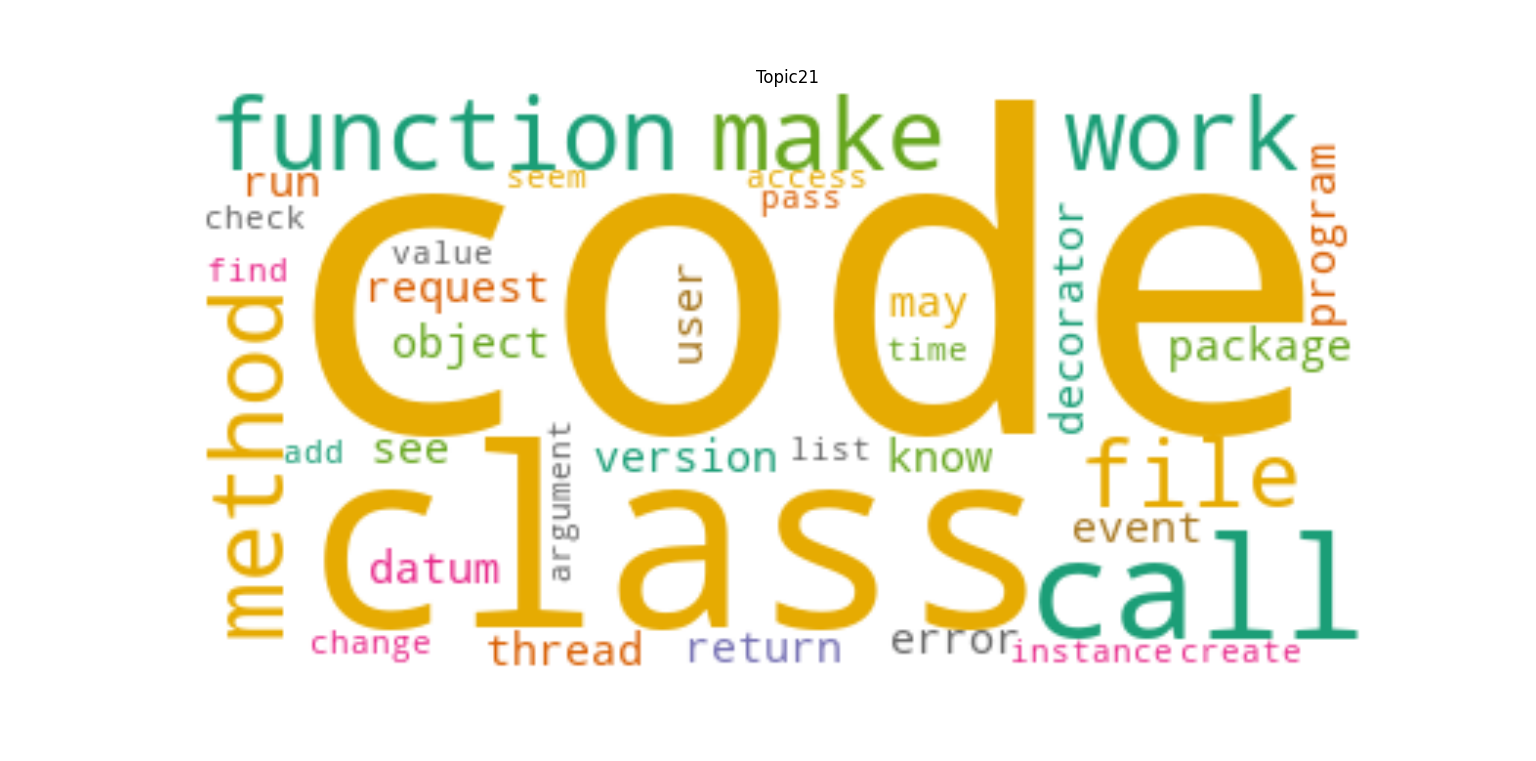 Topic21
function make work
run
seem
access
pass
program
check
code
decorator
value
find
request
user
may
object
time
package
method
add
see
argument
version
list
know
file
class
event
datum
call
change
thread
return
error
instance
create